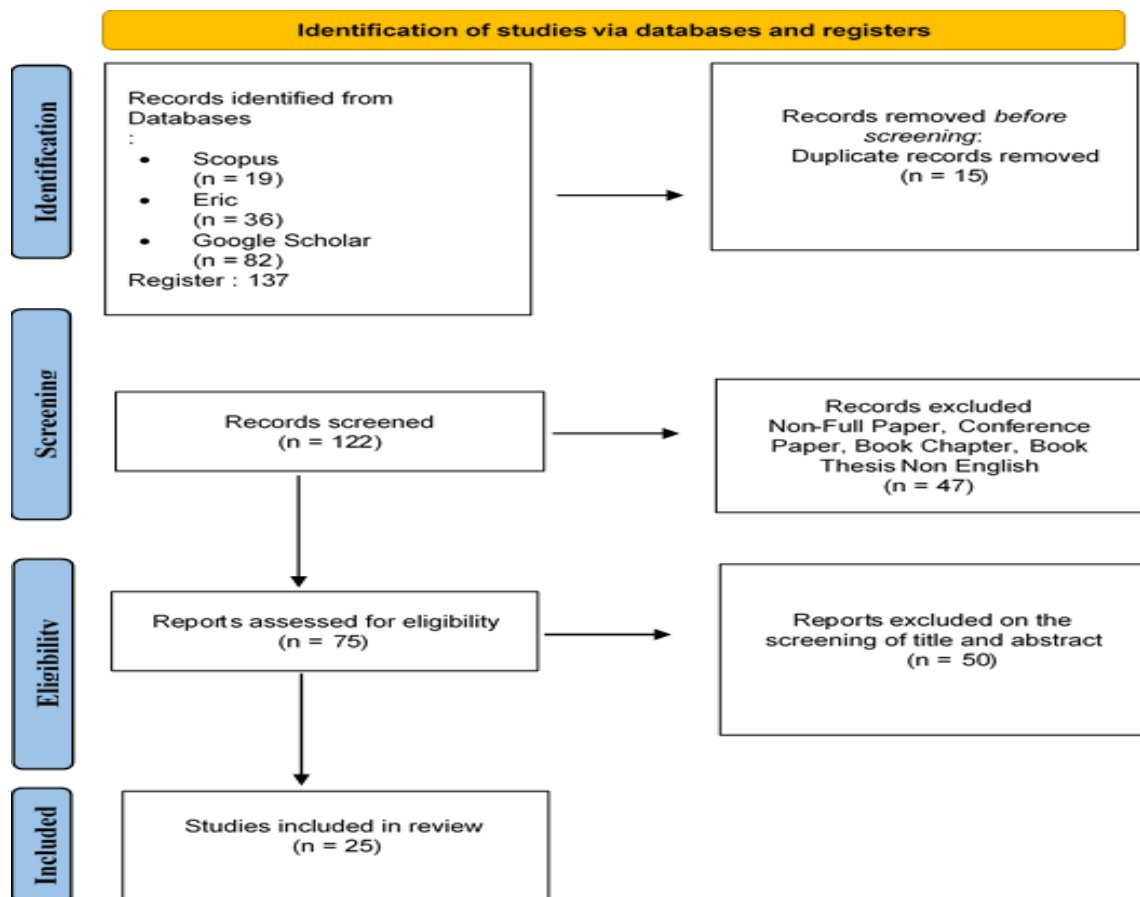 Identification of studies via databases and registers
Identification
Records identified from
Databases
:
• Scopus
(n = 19)
• Eric
(n = 36)
• Google Scholar
(n = 82)
Register : 137
Records removed before
screening:
Duplicate records removed
(n = 15)
Screening
Records screened
(n = 122)
Records excluded
Non-Full Paper, Conference
Paper, Book Chapter, Book
Thesis Non English
(n = 47)
Eligibility
Reports assessed for eligibility
(n = 75)
Reports excluded on the
screening of title and abstract
(n = 50)
Included
Studies included in review
(n = 25)